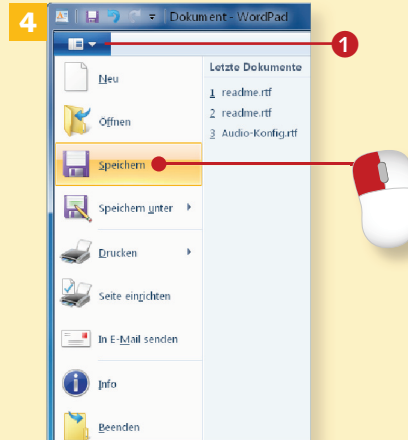 4
Dokument - WordPad
1
Neu
Öffnen
Speichern
Speichern unter
Drucken
Seite einrichten
In E-Mail senden
Info
Beenden
Letzte Dokumente
1 readme.rtf
2 readme.rtf
3 Audio-Konfig.rtf